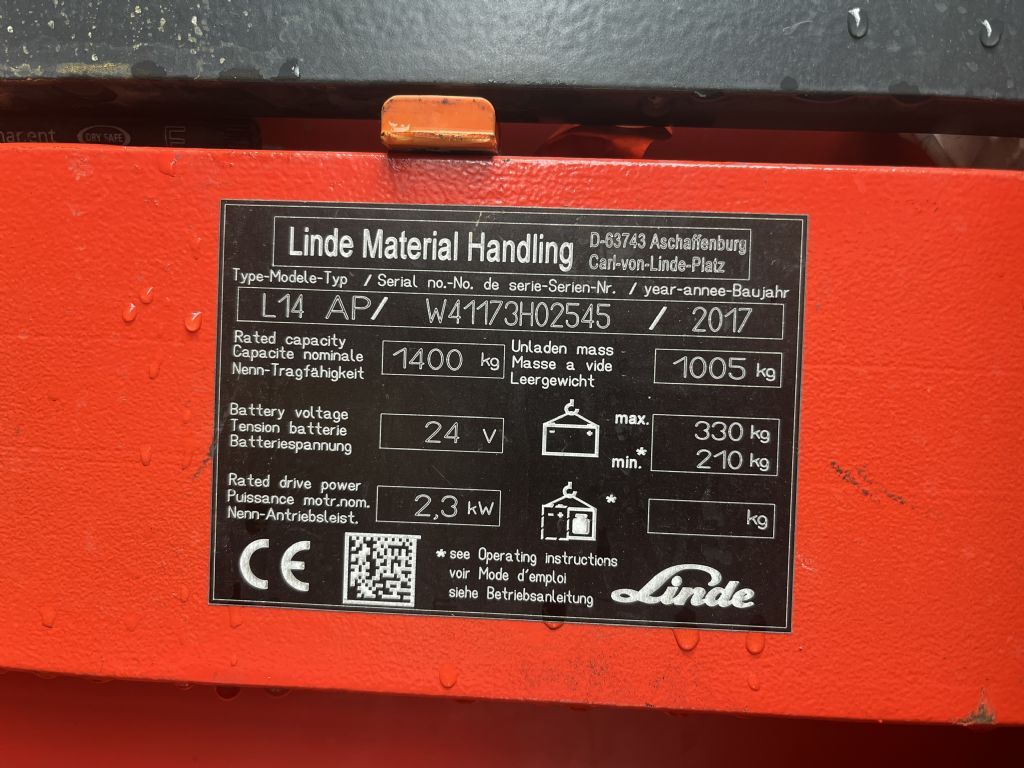 DRY SAFE
Linde Material Handling
D-63743 Aschaffenburg
Carl-von-Linde-Platz
Type-Modele-Typ / Serial no.-No. de serie-Serien-Nr. / year-annee-Baujahr
L14 AP/ W41173H02545 / 2017
Rated capacity
Capacite nominale
Nenn-Tragfähigkeit
1400 kg
Unladen mass
Masse a vide
Leergewicht
1005 kg
Battery voltage
Tension batterie
Batteriespannung
24 V
max. 330 kg
min.* 210 kg
Rated drive power
Puissance motr.nom.
Nenn-Antriebsleist.
2,3 kW
* kg
CE
*see Operating instructions
voir Mode d'emploi
siehe Betriebsanleitung
Linde